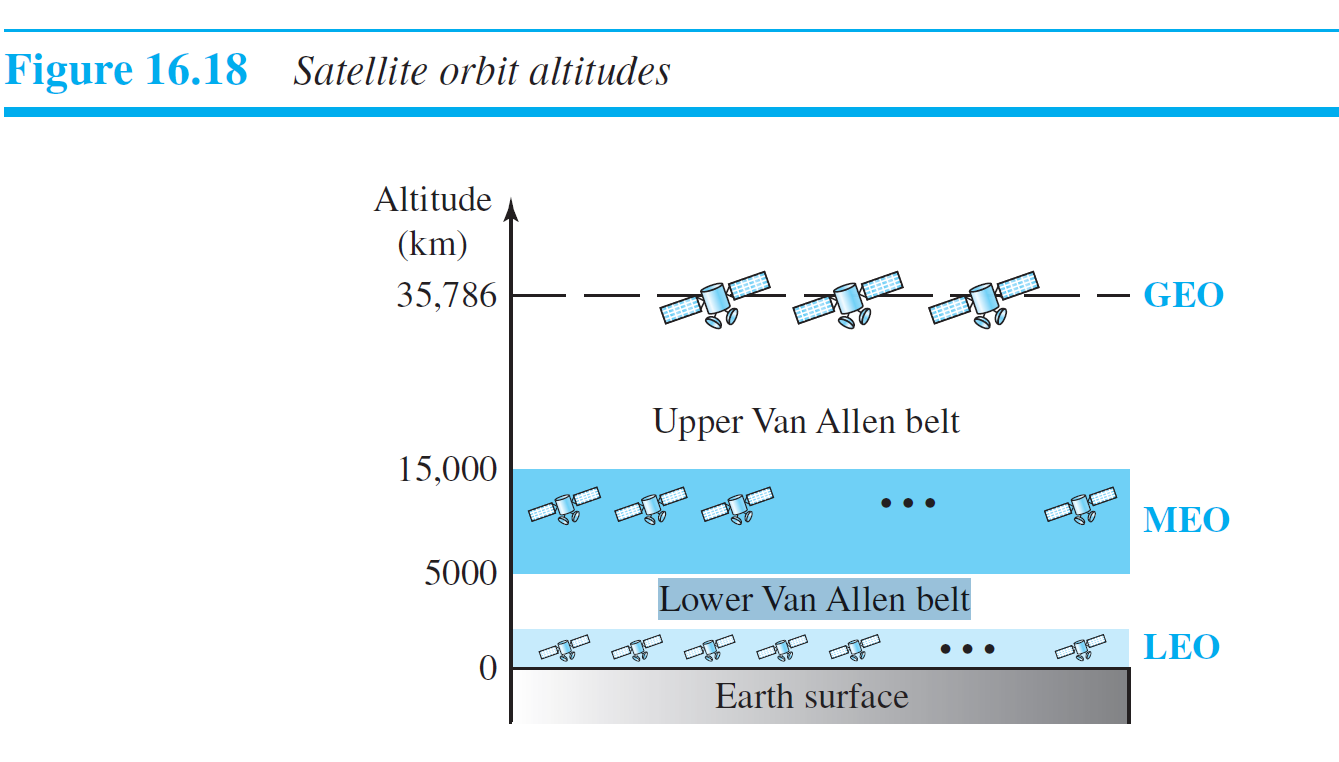 Figure 16.18 Satellite orbit altitudes
Altitude
(km)
35,786
GEO
Upper Van Allen belt
15,000
MEO
5000
Lower Van Allen belt
LEO
0
Earth surface